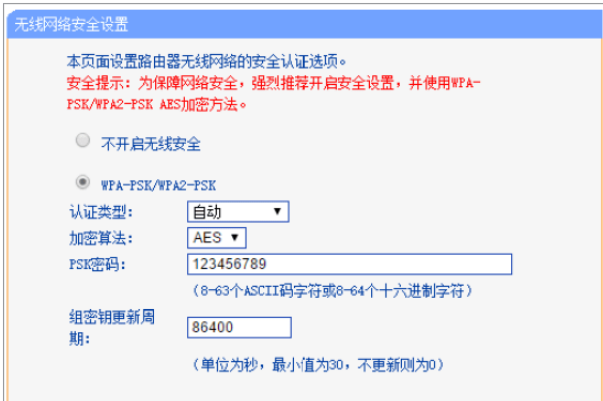 无线网络安全设置
本页面设置路由器无线网络的安全认证选项。
安全提示：为保障网络安全，强烈推荐开启安全设置，并使用WPA-
PSK/WPA2-PSK AES加密方法。
不开启无线安全
WPA-PSK/WPA2-PSK
认证类型： 自动
加密算法： AES
PSK密码： 123456789
（8-63个ASCII码字符或8-64个十六进制字符）
组密钥更新周
期： 86400
（单位为秒，最小值为30，不更新则为0）